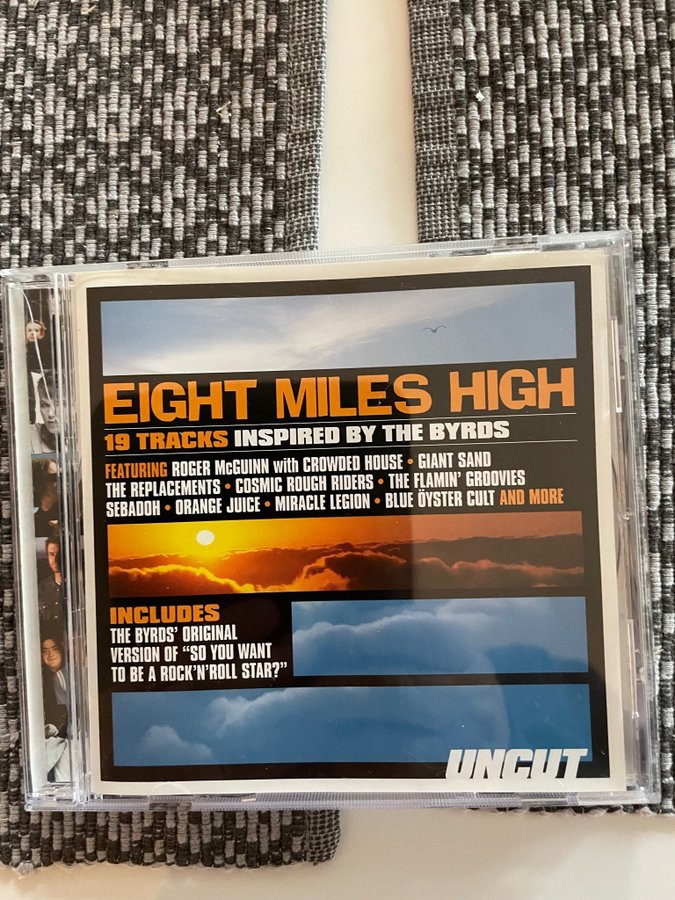 EIGHT MILES HIGH
19 TRACKS INSPIRED BY THE BYRDS
FEATURING ROGER McGUINN with CROWDED HOUSE • GIANT SAND
THE REPLACEMENTS • COSMIC ROUGH RIDERS • THE FLAMIN' GROOVIES
SEBADOH • ORANGE JUICE • MIRACLE LEGION • BLUE ÖYSTER CULT AND MORE
INCLUDES
THE BYRDS' ORIGINAL
VERSION OF “SO YOU WANT
TO BE A ROCK'N'ROLL STAR?”
UNCUT